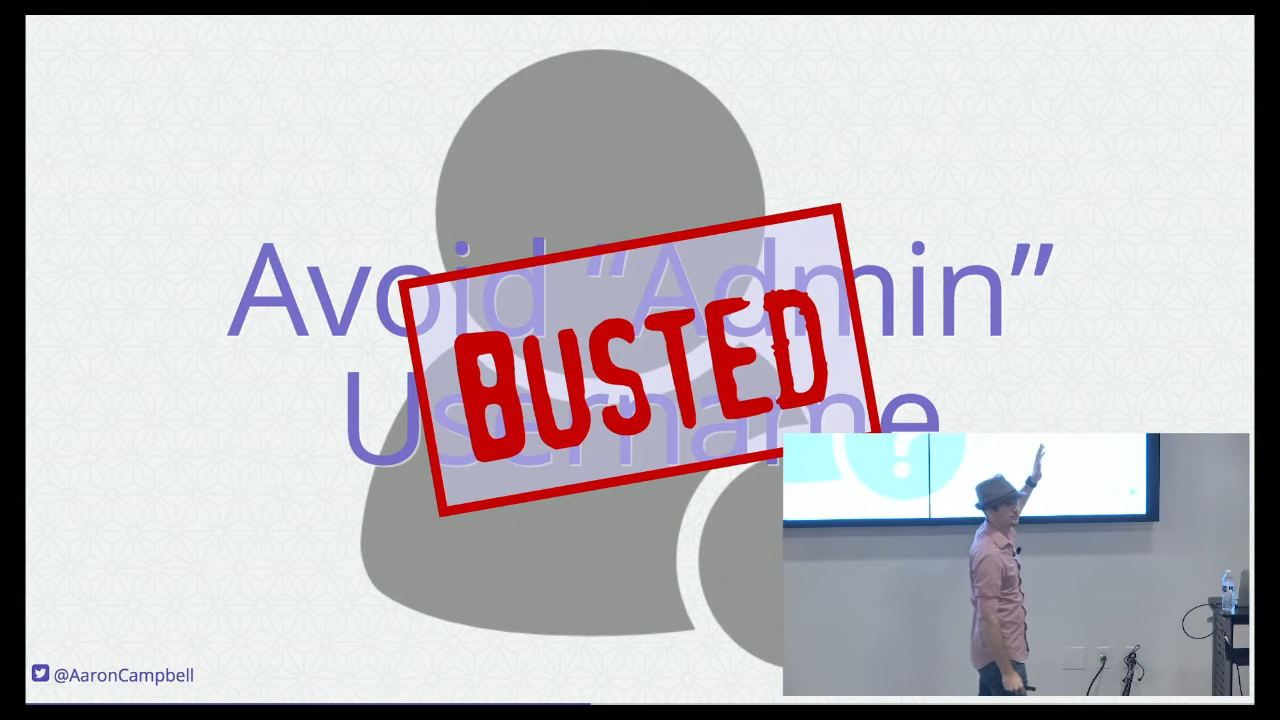 Avoid “Admin”
Username
BUSTED
@AaronCampbell
?